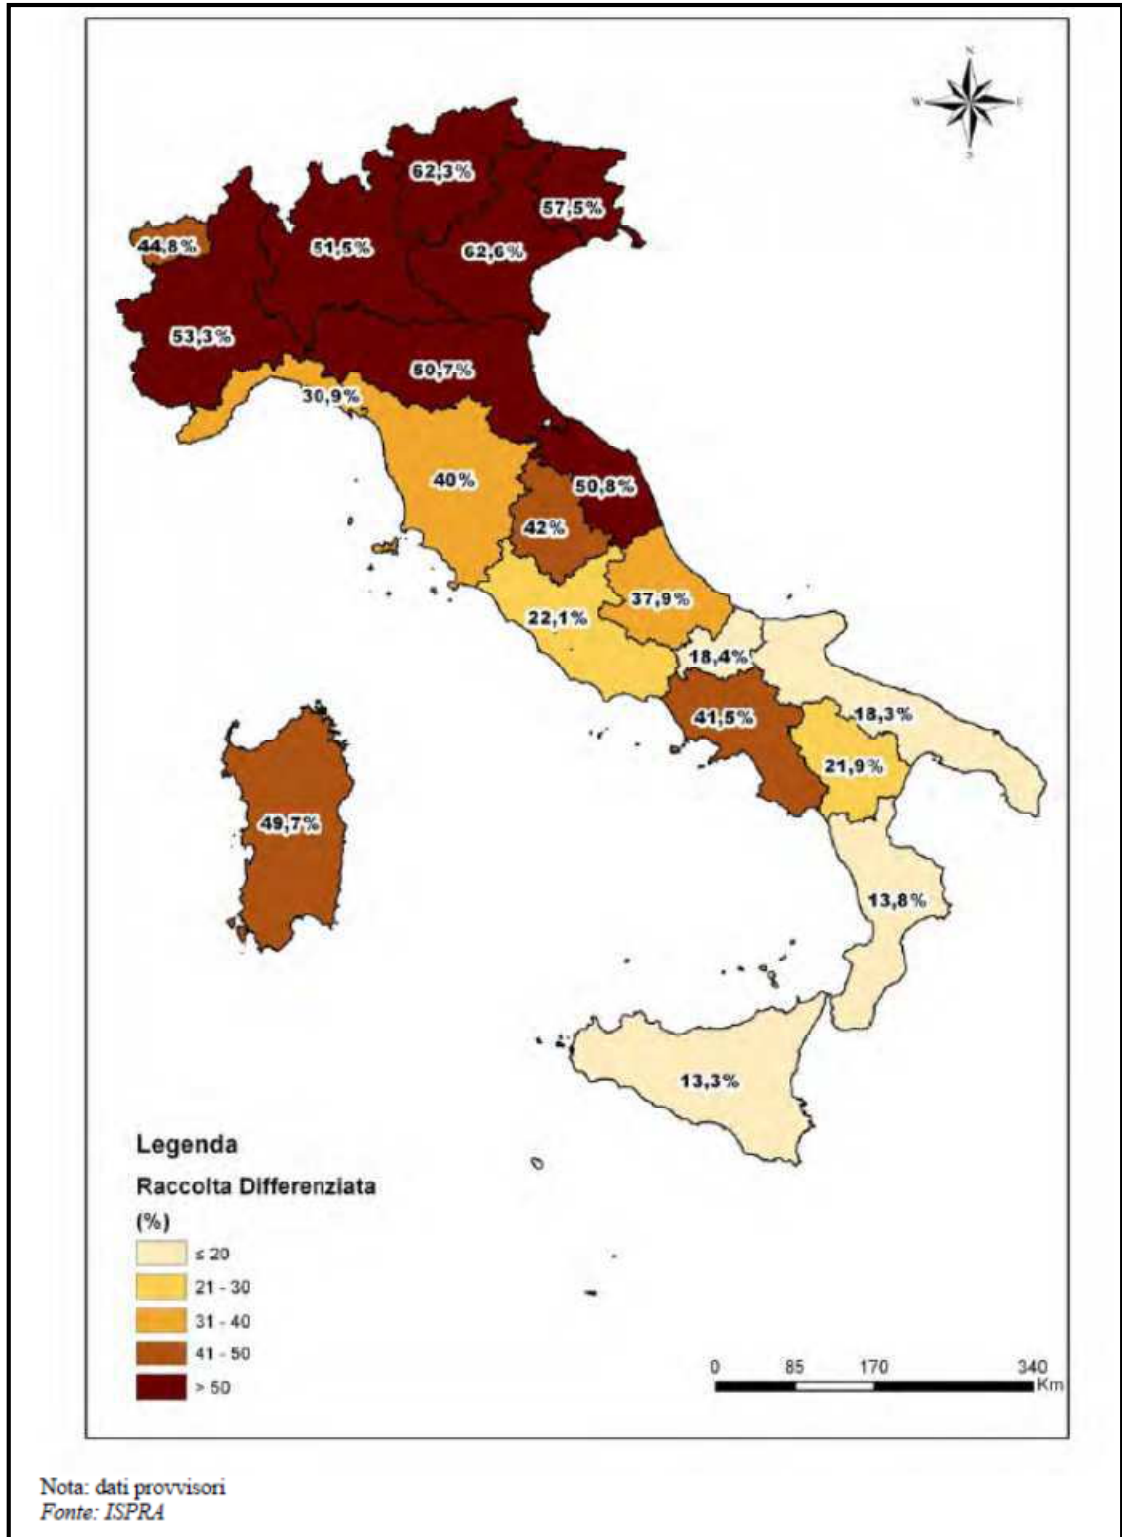 N
W E
S
62,3%
57,5%
44,8%
51,5%
62,6%
53,3%
50,7%
30,9%
40%
50,8%
42%
37,9%
22,1%
18,4%
41,5%
18,3%
21,9%
49,7%
13,8%
13,3%
Legenda
Raccolta Differenziata
(%)
≤ 20
21 - 30
31 - 40
41 - 50
> 50
0 85 170 340
Km
Nota: dati provvisori
Fonte: ISPRA